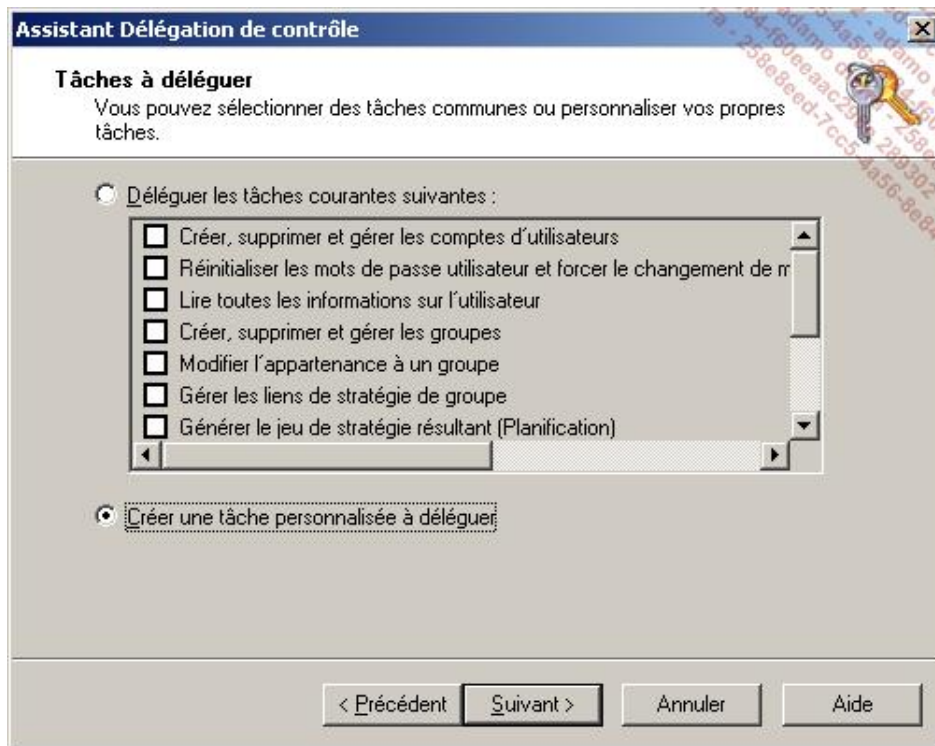 Assistant Délégation de contrôle
Tâches à déléguer
Vous pouvez sélectionner des tâches communes ou personnaliser vos propres
tâches.
Déléguer les tâches courantes suivantes :
Créer, supprimer et gérer les comptes d'utilisateurs
Réinitialiser les mots de passe utilisateur et forcer le changement de m
Lire toutes les informations sur l'utilisateur
Créer, supprimer et gérer les groupes
Modifier l'appartenance à un groupe
Gérer les liens de stratégie de groupe
Générer le jeu de stratégie résultant (Planification)
Créer une tâche personnalisée à déléguer
< Précédent Suivant > Annuler Aide